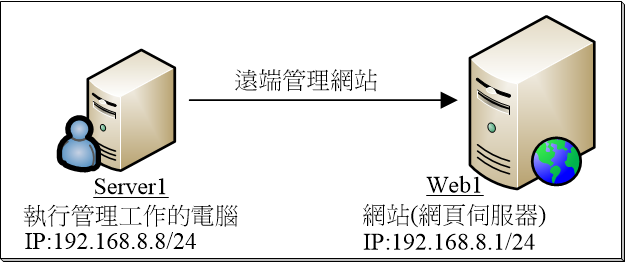 遠端管理網站
Server1
執行管理工作的電腦
IP:192.168.8.8/24
Web1
網站(網頁伺服器)
IP:192.168.8.1/24